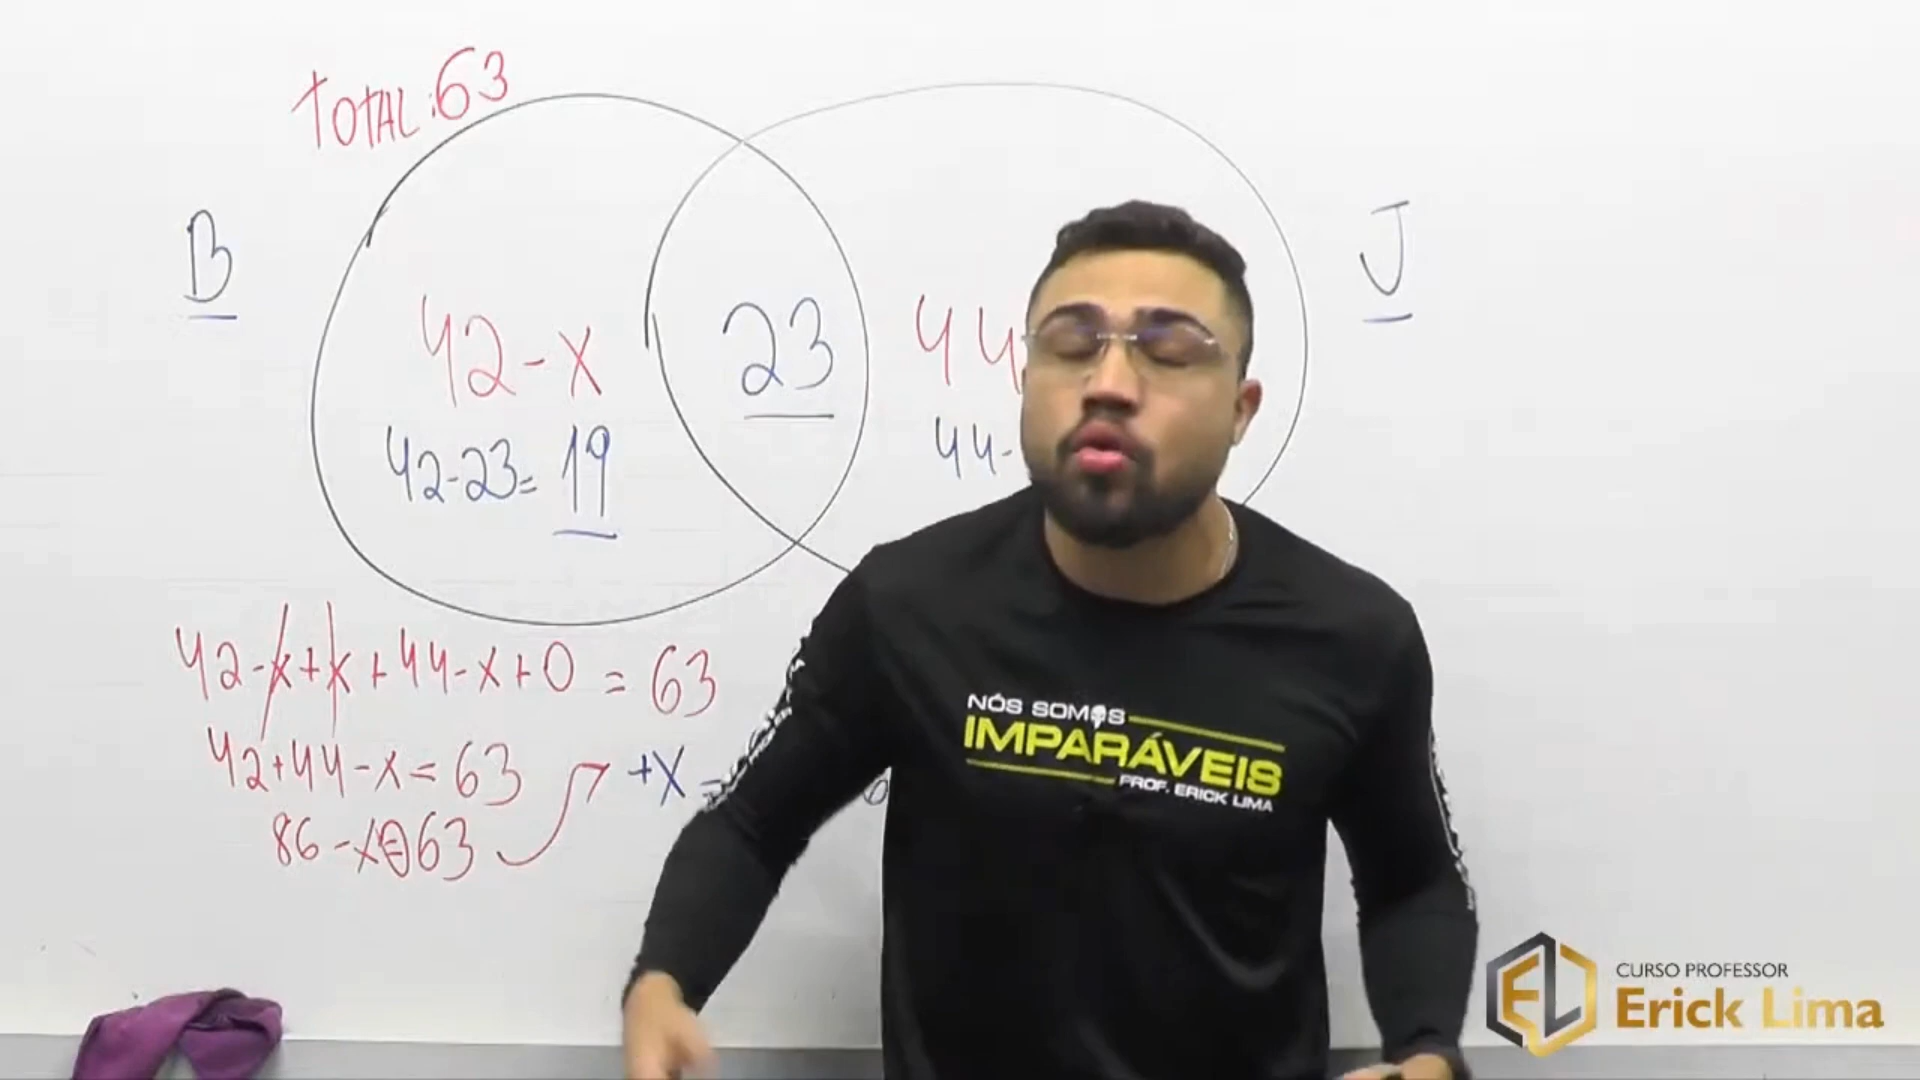 TOTAL: 63
B
J
42-x
23
44
42-23= 19
44-
42-x+x+44-x+0 = 63
42+44-x= 63
+x =
86-x=63
NÓS SOMOS
IMPARÁVEIS
PROF. ERICK LIMA
CURSO PROFESSOR
Erick Lima